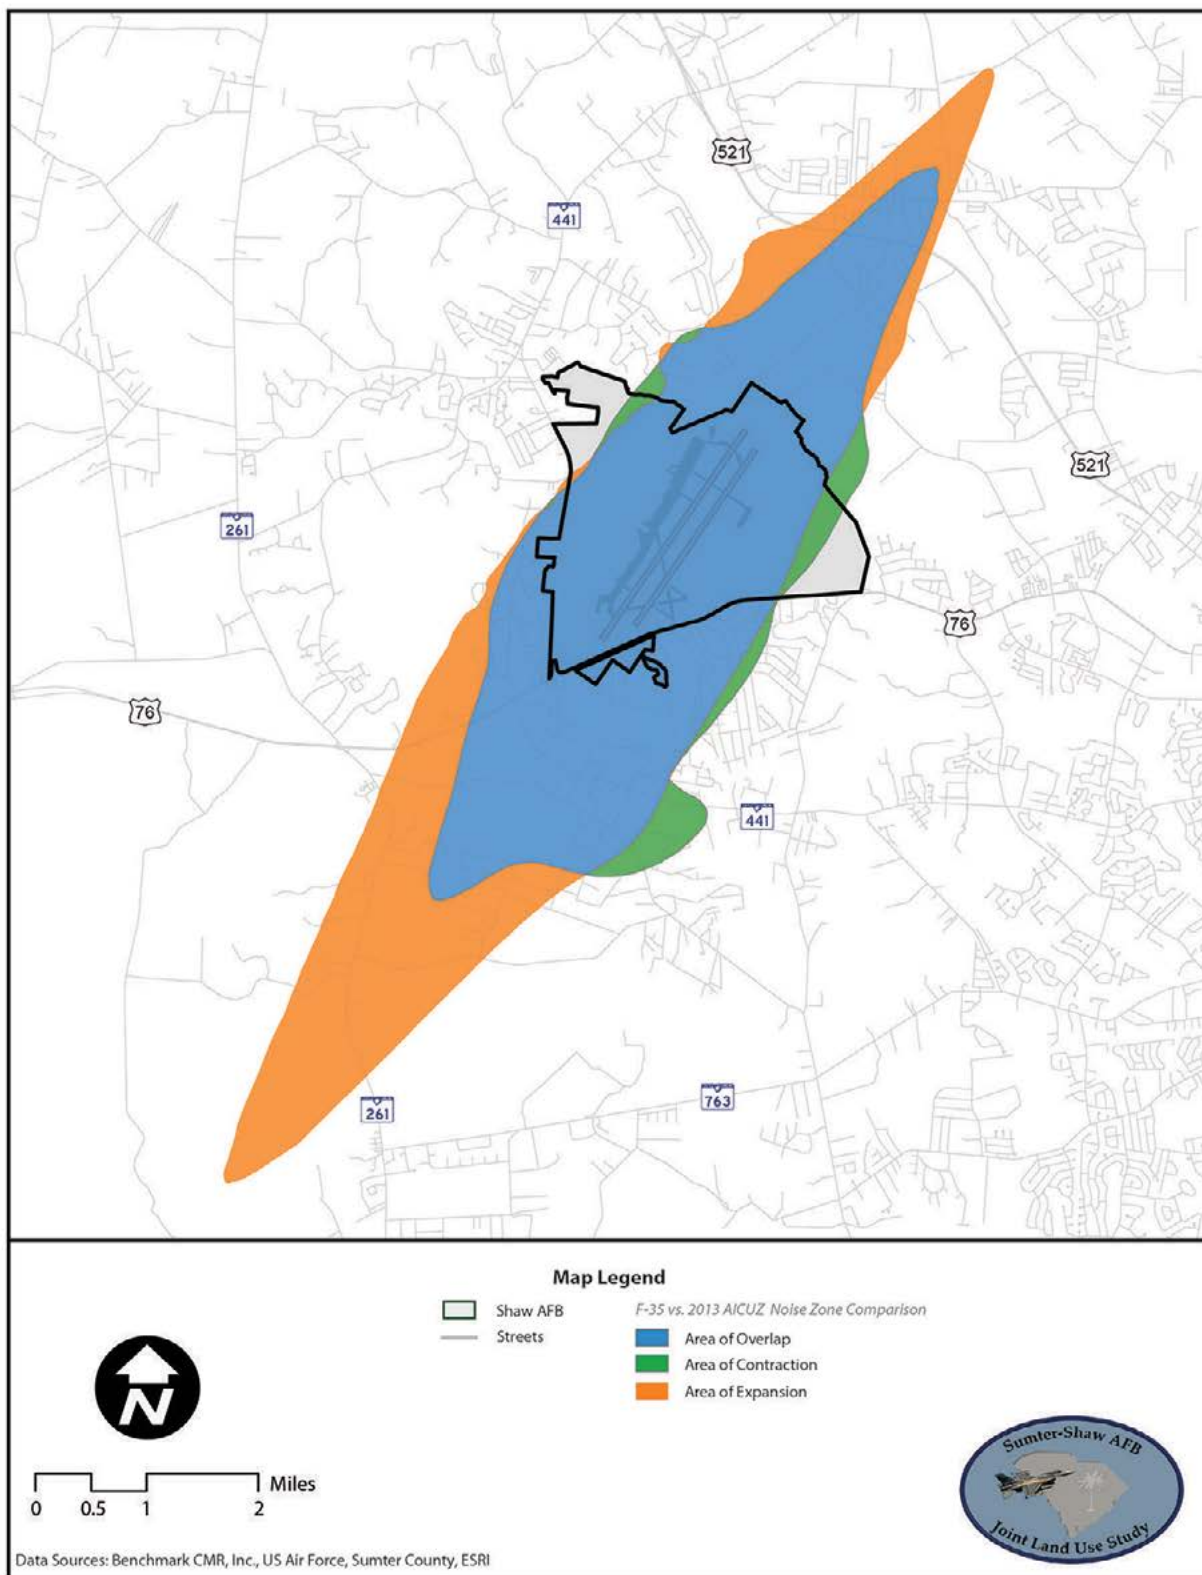 521
441
521
261
76
76
441
763
261
Map Legend
Shaw AFB
Streets
F-35 vs. 2013 AICUZ Noise Zone Comparison
Area of Overlap
Area of Contraction
Area of Expansion
N
Miles
0 0.5 1 2
Sumter-Shaw AFB
Joint Land Use Study
Data Sources: Benchmark CMR, Inc., US Air Force, Sumter County, ESRI